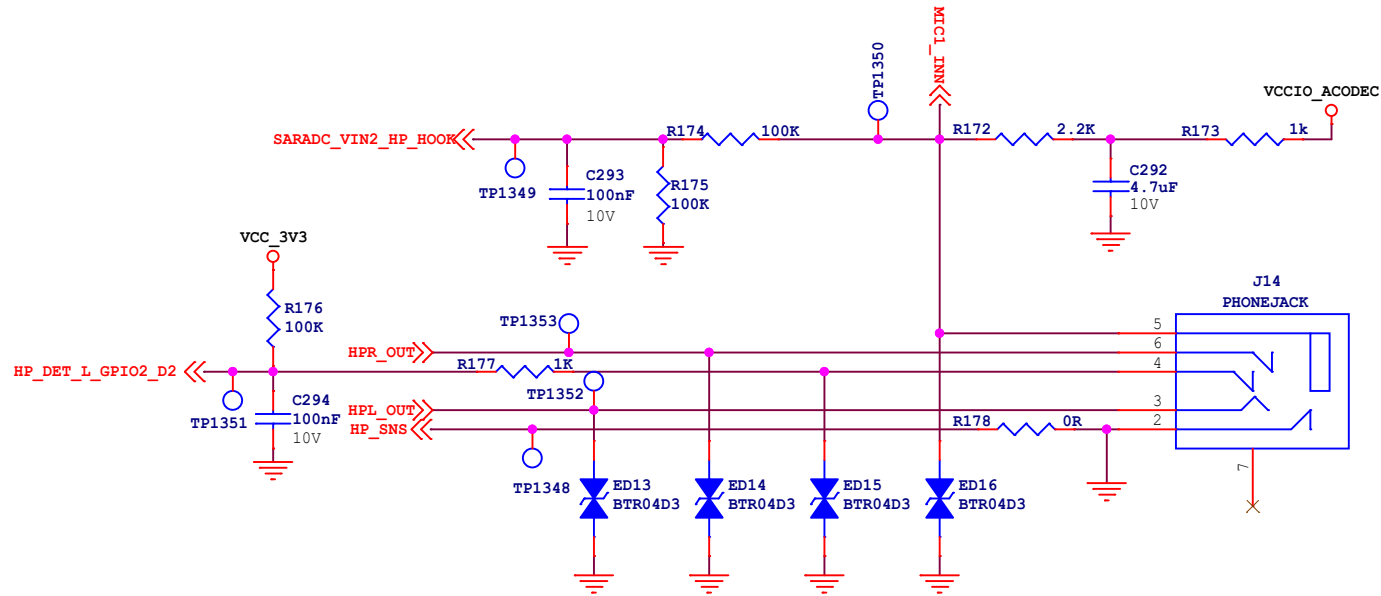 MIC1_INN
TP1350
VCCIO_ACODEC
SARADC_VIN2_HP_HOOK
R174
100K
R172
2.2K
R173
1k
TP1349
C293
100nF
10V
R175
100K
C292
4.7uF
10V
VCC_3V3
R176
100K
J14
PHONEJACK
TP1353
5
HPR_OUT
6
HP_DET_L_GPIO2_D2
R177
1K
4
TP1352
TP1351
C294
100nF
10V
HPL_OUT
3
HP_SNS
R178
0R
2
7
TP1348
ED13
BTR04D3
ED14
BTR04D3
ED15
BTR04D3
ED16
BTR04D3